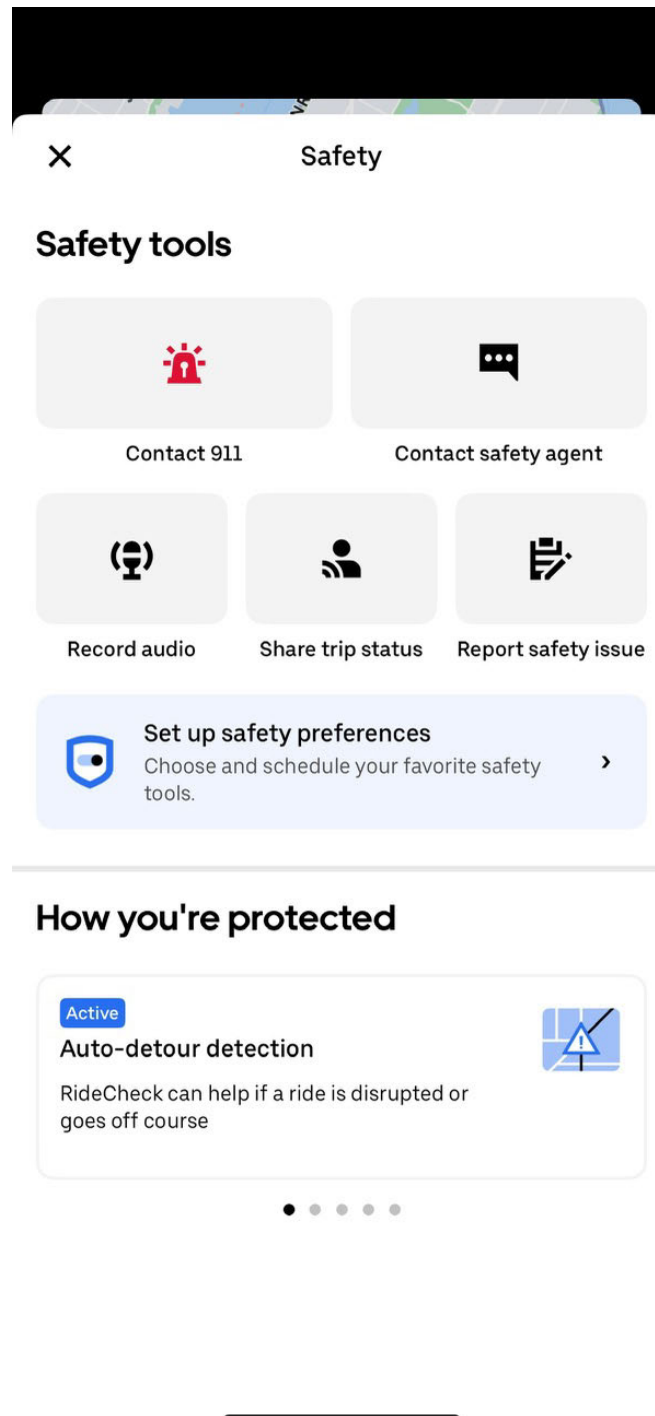 Safety
Safety tools
Contact 911
Contact safety agent
Record audio
Share trip status
Report safety issue
Set up safety preferences
Choose and schedule your favorite safety
tools.
How you're protected
Active
Auto-detour detection
RideCheck can help if a ride is disrupted or
goes off course